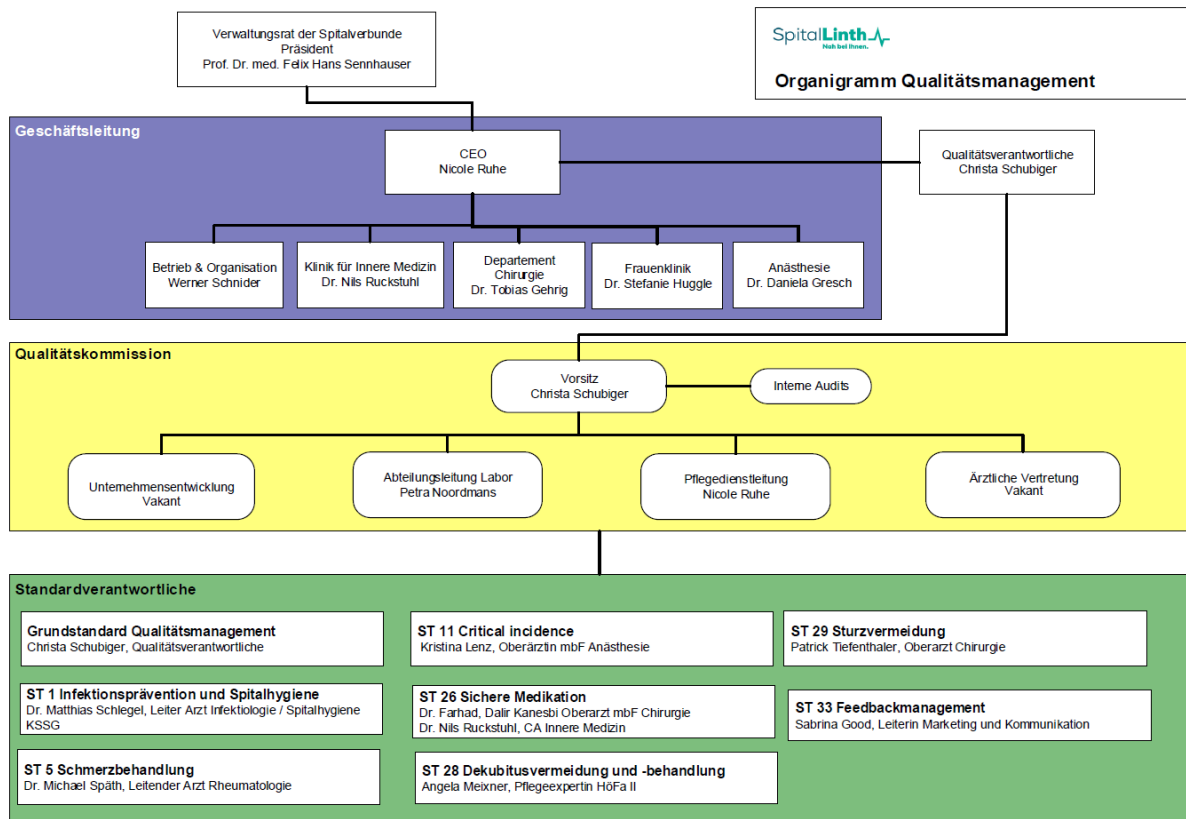 Verwaltungsrat der Spitalverbunde
Präsident
Prof. Dr. med. Felix Hans Sennhauser
SpitalLinth
Nah bei Ihnen.
Organigramm Qualitätsmanagement
Geschäftsleitung
CEO
Nicole Ruhe
Qualitätsverantwortliche
Christa Schubiger
Betrieb & Organisation
Werner Schnider
Klinik für Innere Medizin
Dr. Nils Ruckstuhl
Departement
Chirurgie
Dr. Tobias Gehrig
Frauenklinik
Dr. Stefanie Huggle
Anästhesie
Dr. Daniela Gresch
Qualitätskommission
Vorsitz
Christa Schubiger
Interne Audits
Unternehmensentwicklung
Vakant
Abteilungsleitung Labor
Petra Noordmans
Pflegedienstleitung
Nicole Ruhe
Ärztliche Vertretung
Vakant
Standardverantwortliche
Grundstandard Qualitätsmanagement
Christa Schubiger, Qualitätsverantwortliche
ST 11 Critical incidence
Kristina Lenz, Oberärztin mbF Anästhesie
ST 29 Sturzvermeidung
Patrick Tiefenthaler, Oberarzt Chirurgie
ST 1 Infektionsprävention und Spitalhygiene
Dr. Matthias Schlegel, Leiter Arzt Infektiologie / Spitalhygiene
KSSG
ST 26 Sichere Medikation
Dr. Farhad, Dalir Kanesbi Oberarzt mbF Chirurgie
Dr. Nils Ruckstuhl, CA Innere Medizin
ST 33 Feedbackmanagement
Sabrina Good, Leiterin Marketing und Kommunikation
ST 5 Schmerzbehandlung
Dr. Michael Späth, Leitender Arzt Rheumatologie
ST 28 Dekubitusvermeidung und -behandlung
Angela Meixner, Pflegeexpertin HöFa II